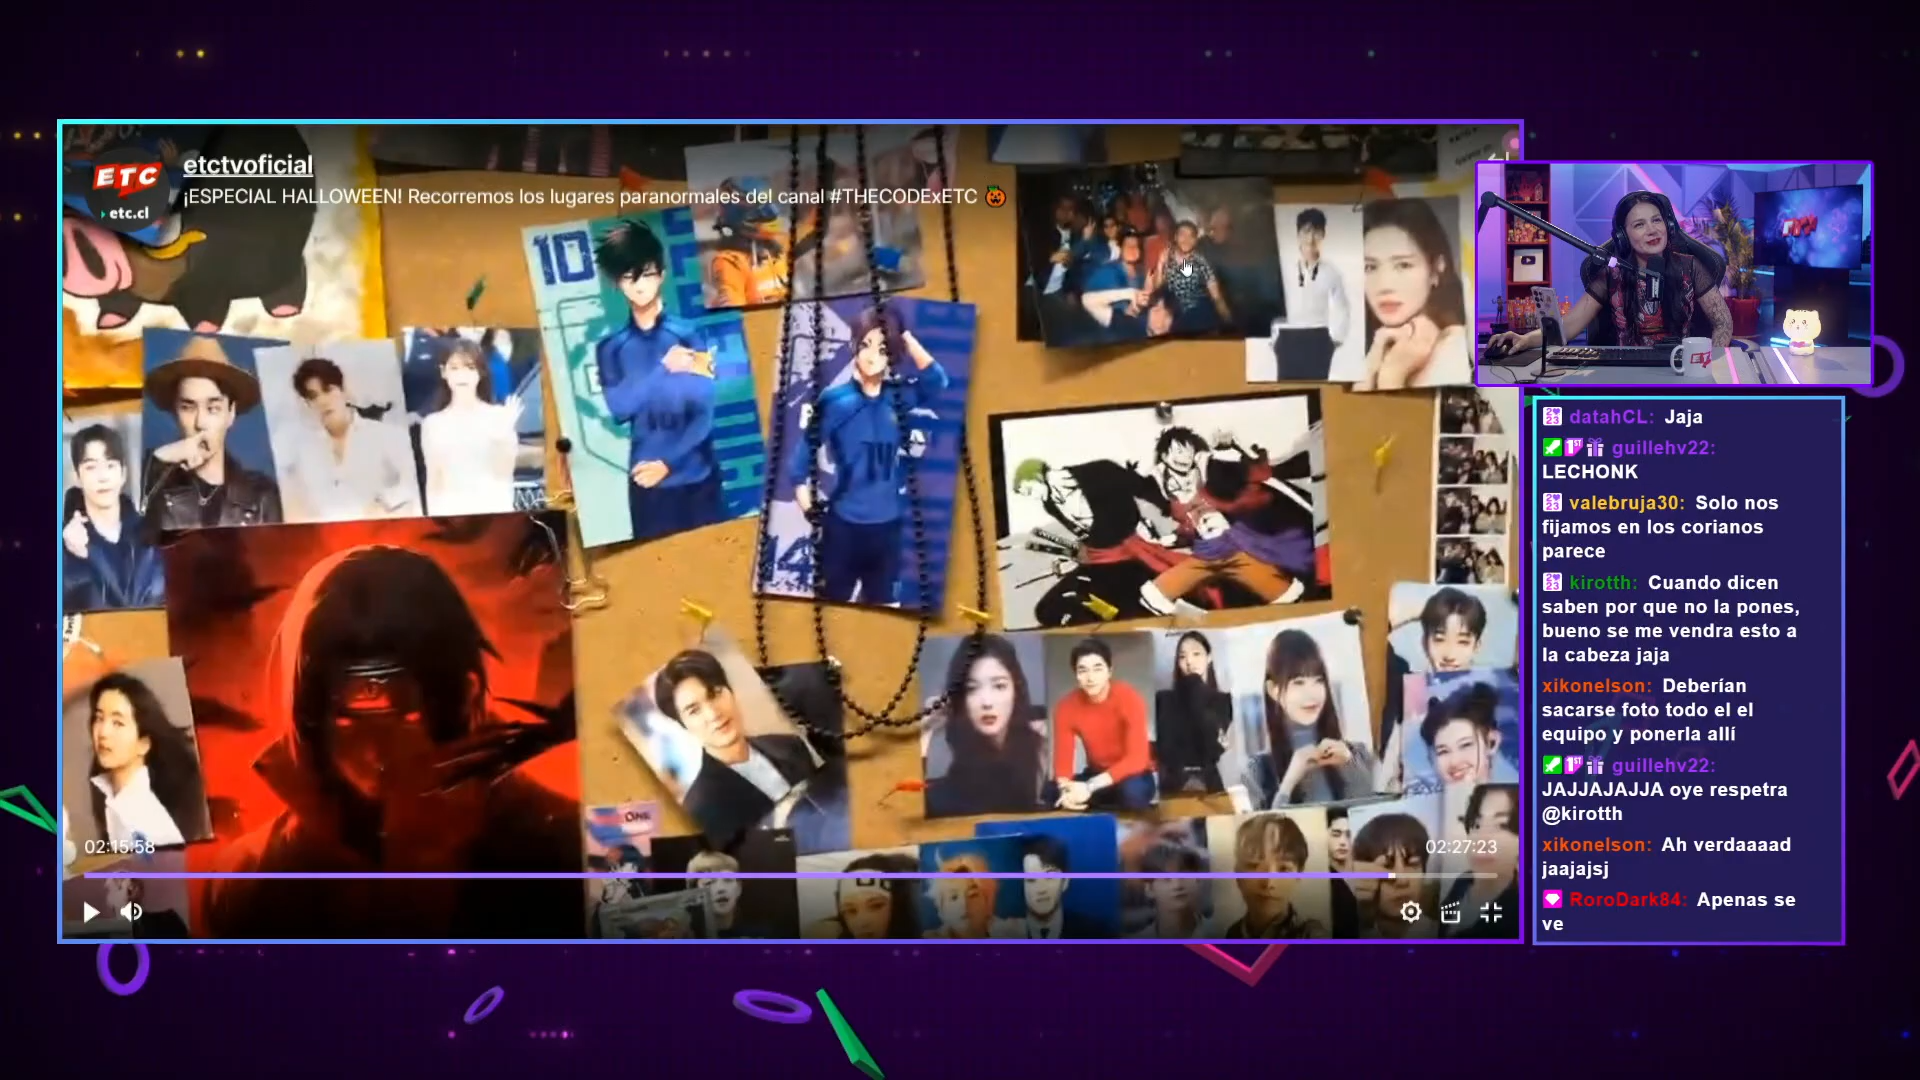 ETC
etc.cl
etctvoficial
¡ESPECIAL HALLOWEEN! Recorremos los lugares paranormales del canal #THECODExETC
10
14
14
02:15:58
02:27:23
datahCL: Jaja
guillehv22:
LECHONK
valebruja30: Solo nos
fijamos en los corianos
parece
kirotth: Cuando dicen
saben por que no la pones,
bueno se me vendra esto a
la cabeza jaja
xikonelson: Deberían
sacarse foto todo el el
equipo y ponerla allí
guillehv22:
JAJJAJAJJA oye respetra
@kirotth
xikonelson: Ah verdaaaad
jaajajsj
RoroDark84: Apenas se
ve